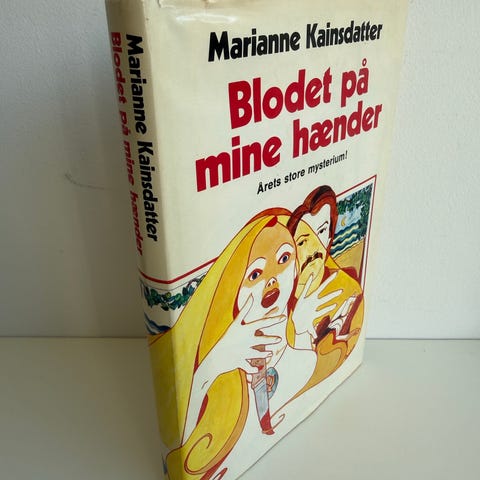 Marianne Kainsdatter
Blodet på mine hænder
Marianne Kainsdatter
Blodet på
mine hænder
Årets store mysterium!